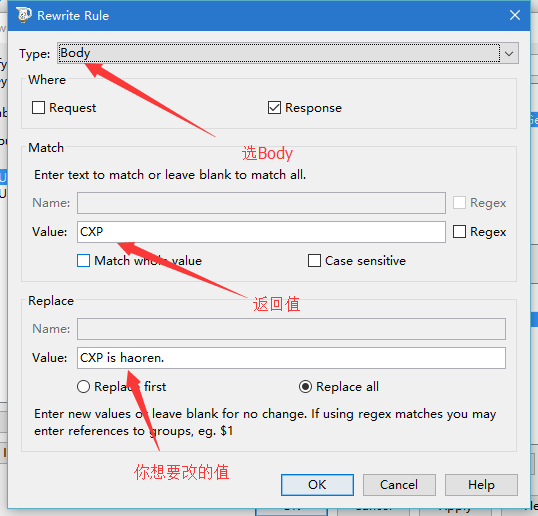 Rewrite Rule
Type: Body
Where
Request
Response
选Body
Match
Enter text to match or leave blank to match all.
Name:
Regex
Value: CXP
Regex
Match whole value
Case sensitive
返回值
Replace
Name:
Value: CXP is haoren.
Replace first
Replace all
Enter new values or leave blank for no change. If using regex matches you may
enter references to groups, eg. $1
你想要改的值
OK
Cancel
Help